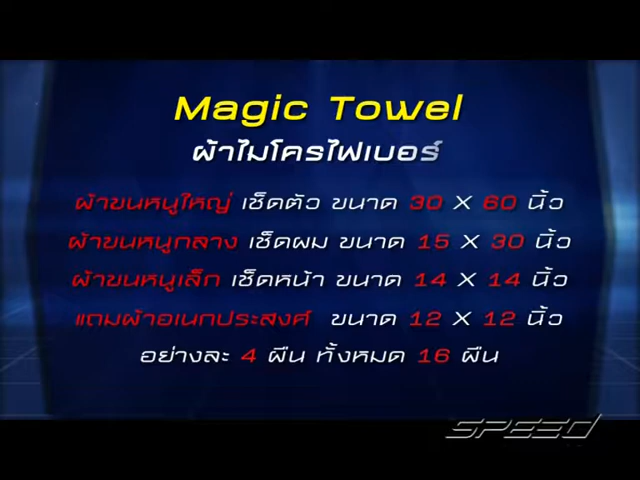 Magic Towel
ผ้าไมโครไฟเบอร์
ผ้าขนหนูใหญ่ เช็ดตัว ขนาด 30 X 60 นิ้ว
ผ้าขนหนูกลาง เช็ดผม ขนาด 15 X 30 นิ้ว
ผ้าขนหนูเล็ก เช็ดหน้า ขนาด 14 X 14 นิ้ว
แถมผ้าอเนกประสงค์ ขนาด 12 X 12 นิ้ว
อย่างละ 4 ผืน ทั้งหมด 16 ผืน
SPEED